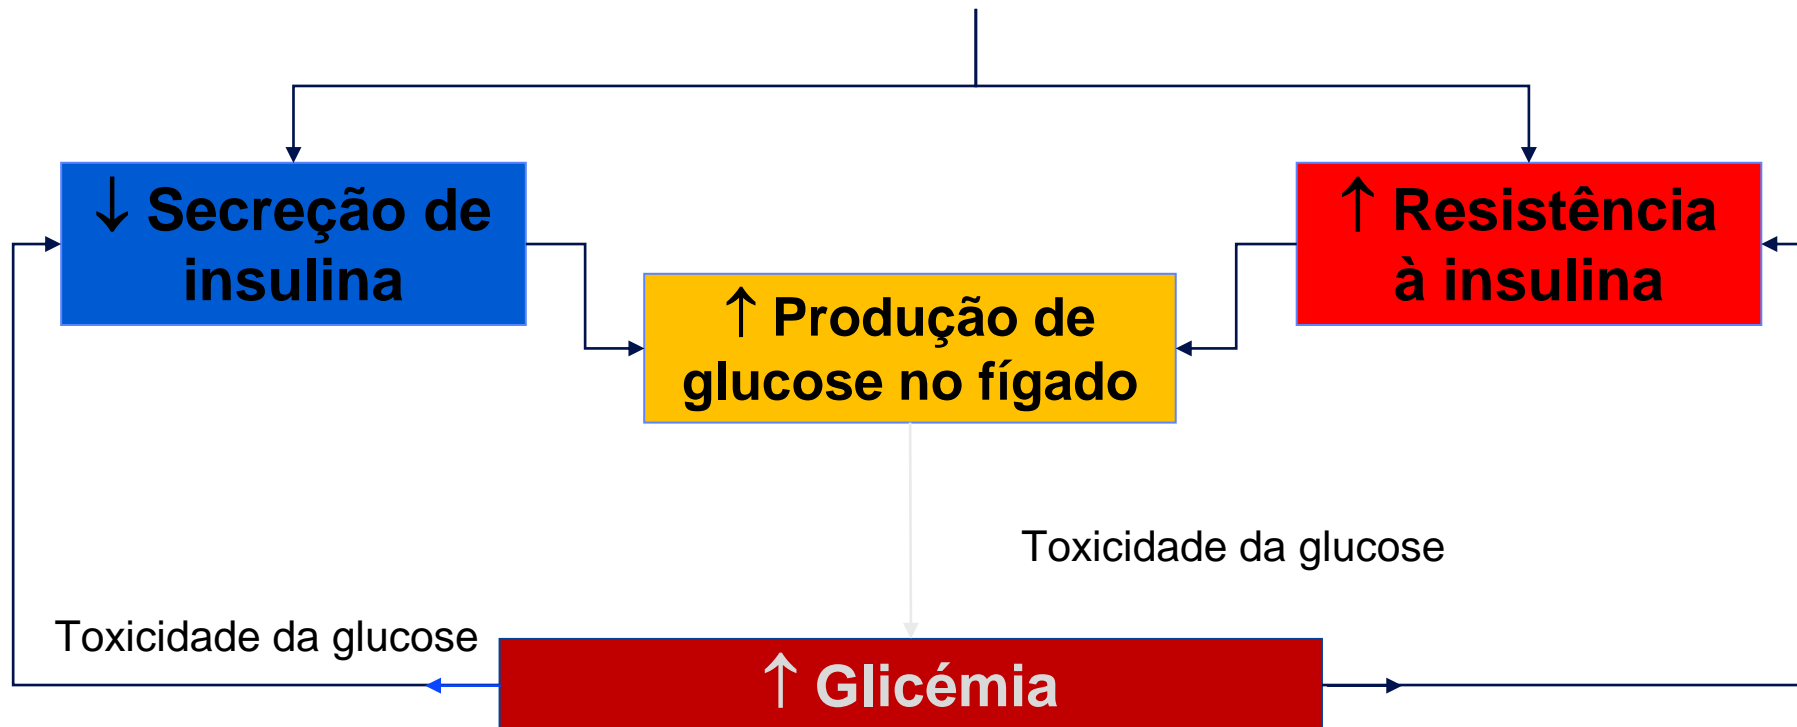 ↓ Secreção de
insulina
↑ Resistência
à insulina
↑ Produção de
glucose no fígado
Toxicidade da glucose
Toxicidade da glucose
↑ Glicémia